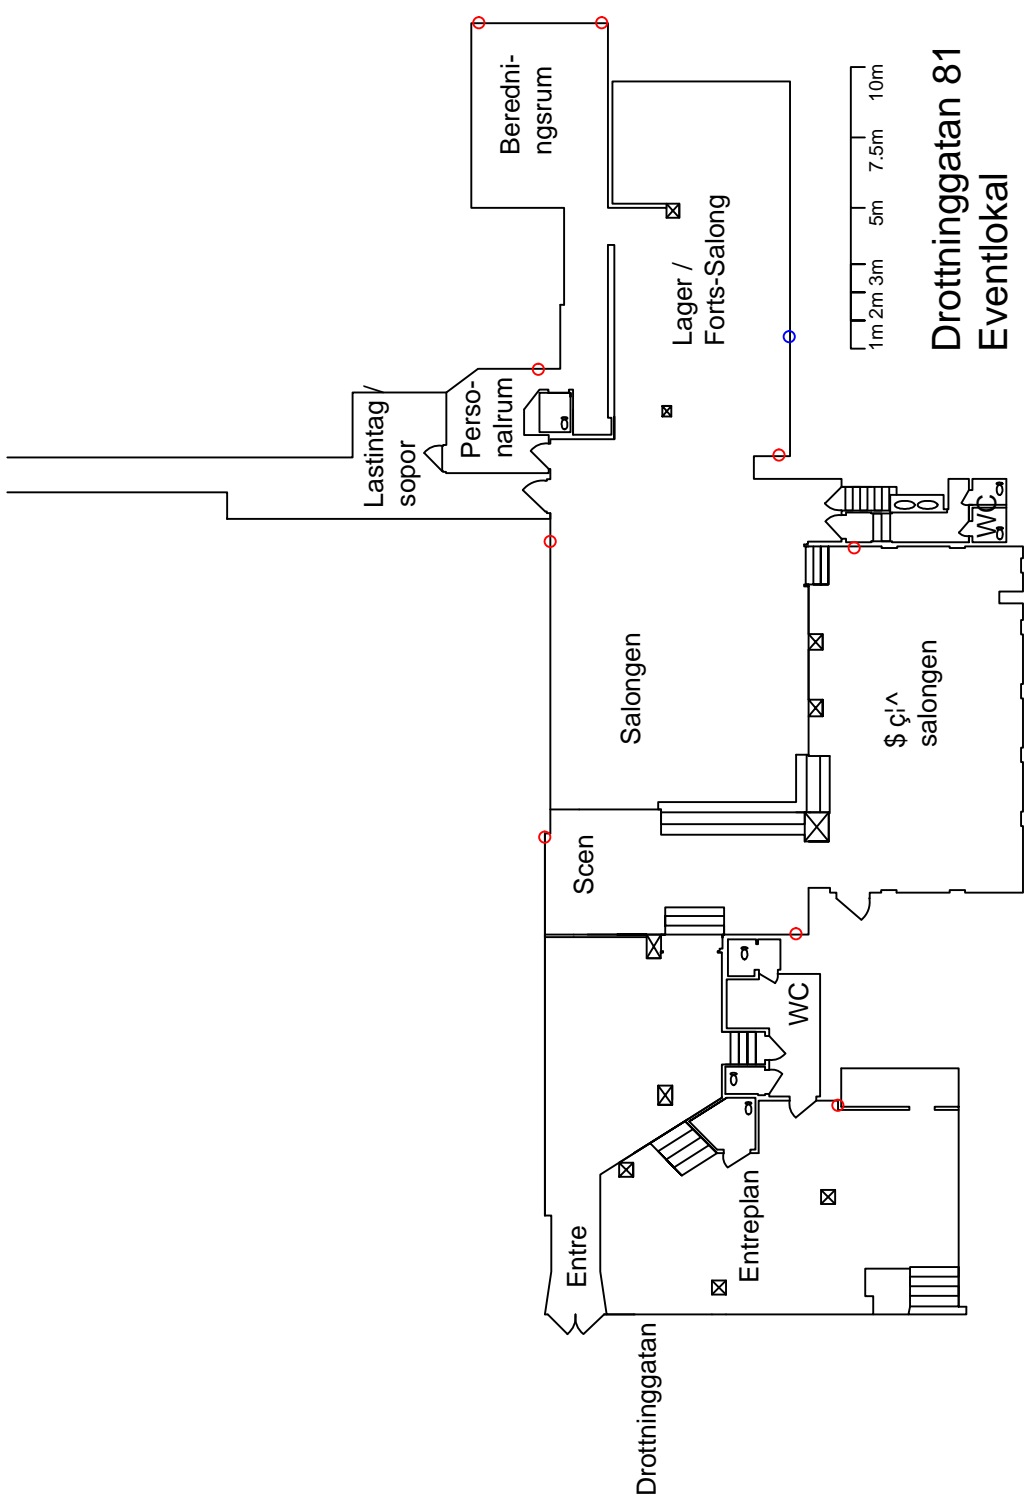 Drottninggatan
Entre
Entreplan
WC
Scen
Salongen
$ ç¦^
salongen
WC
Lastintag /
sopor
Perso-
nalrum
Lager /
Forts-Salong
Beredni-
ngsrum
1m 2m 3m 5m 7.5m 10m
Drottninggatan 81
Eventlokal